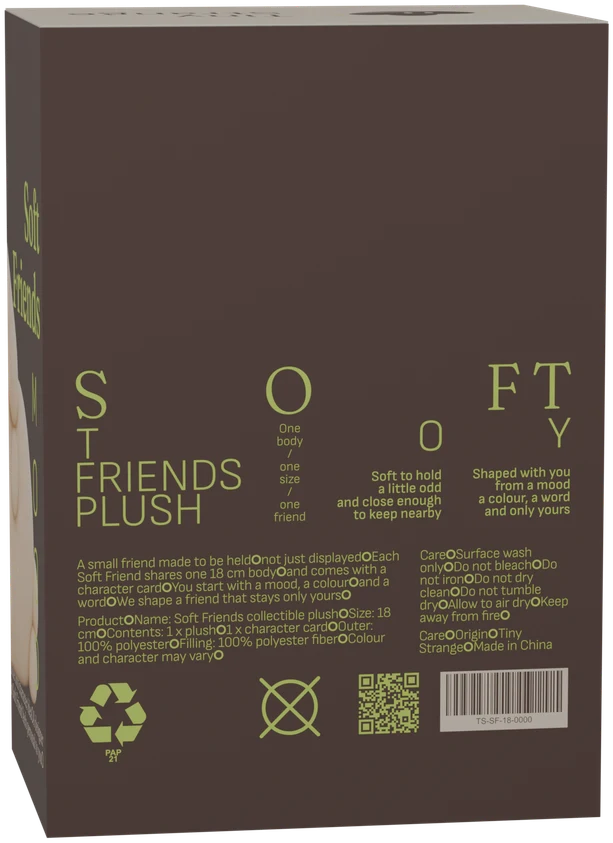 Tiny Strange
Soft
Friends
M
O
O
S O F T
T O Y
FRIENDS
PLUSH
One
body
/
one
size
/
one
friend
Soft to hold
a little odd
and close enough
to keep nearby
Shaped with you
from a mood
a colour, a word
and only yours
A small friend made to be heldOnot just displayedOEach
Soft Friend shares one 18 cm bodyOand comes with a
character cardOYou start with a mood, a colourOand a
wordOWe shape a friend that stays only yoursO
ProductOName: Soft Friends collectible plushOSize: 18
cmOContents: 1 x plushO1 x character cardOOuter:
100% polyesterOFilling: 100% polyester fiberOColour
and character may varyO
CareOSurface wash
onlyODo not bleachODo
not ironODo not dry
cleanODo not tumble
dryOAllow to air dryOKeep
away from fireO
CareOOriginOTiny
StrangeOMade in China
PAP
21
TS-SF-18-0000